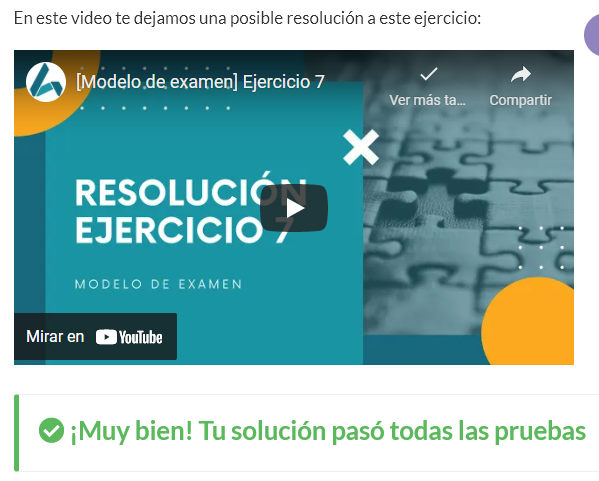 En este video te dejamos una posible resolución a este ejercicio:
[Modelo de examen] Ejercicio 7
Ver más ta...
Compartir
RESOLUCIÓN
EJERCICIO 7
MODELO DE EXAMEN
Mirar en YouTube
¡Muy bien! Tu solución pasó todas las pruebas